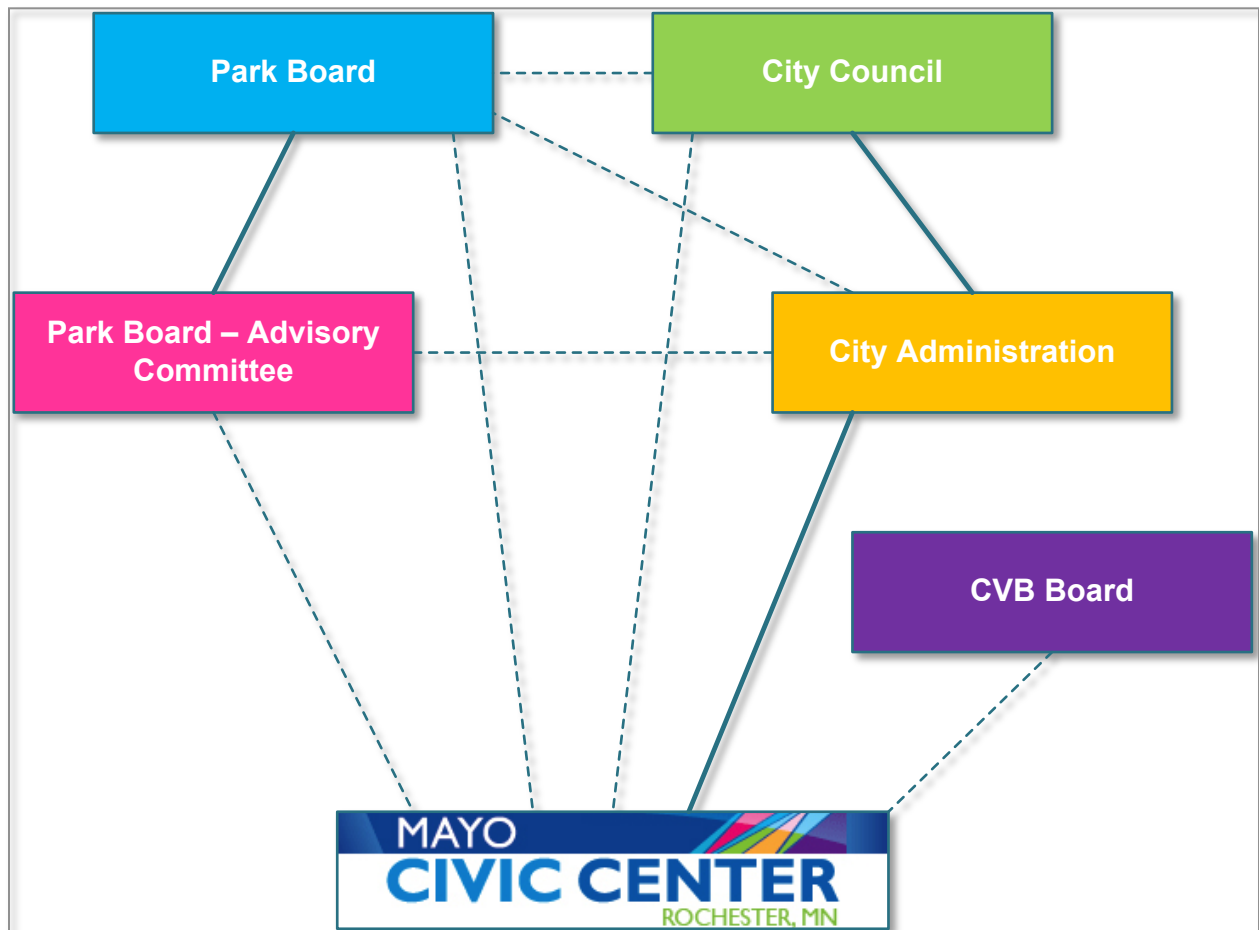 Park Board
City Council
Park Board – Advisory
Committee
City Administration
CVB Board
MAYO
CIVIC CENTER
ROCHESTER, MN